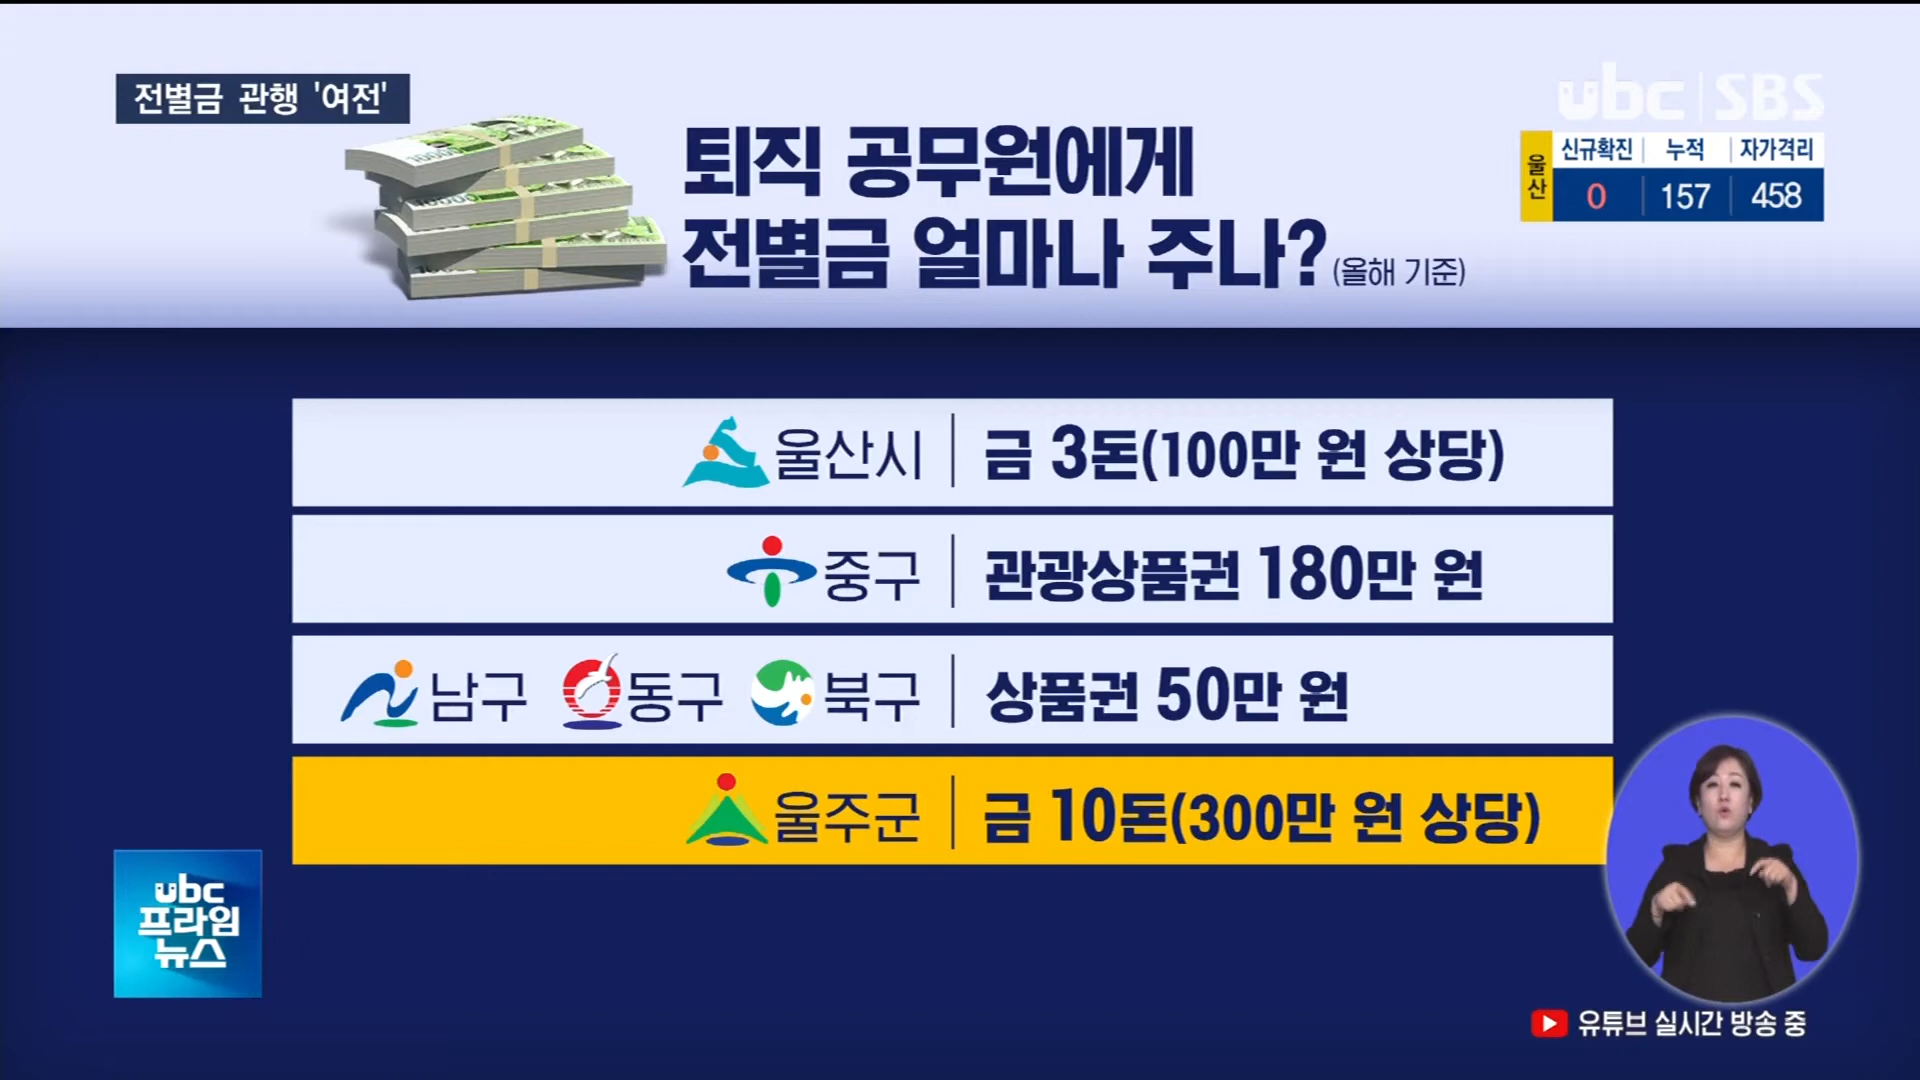 전별금 관행 '여전'
ubc SBS
퇴직 공무원에게
전별금 얼마나 주나? (올해 기준)
울산
신규확진 누적 자가격리
0 157 458
울산시 금 3돈(100만 원 상당)
중구 관광상품권 180만 원
남구 동구 북구 상품권 50만 원
울주군 금 10돈(300만 원 상당)
ubc
프라임
뉴스
유튜브 실시간 방송 중